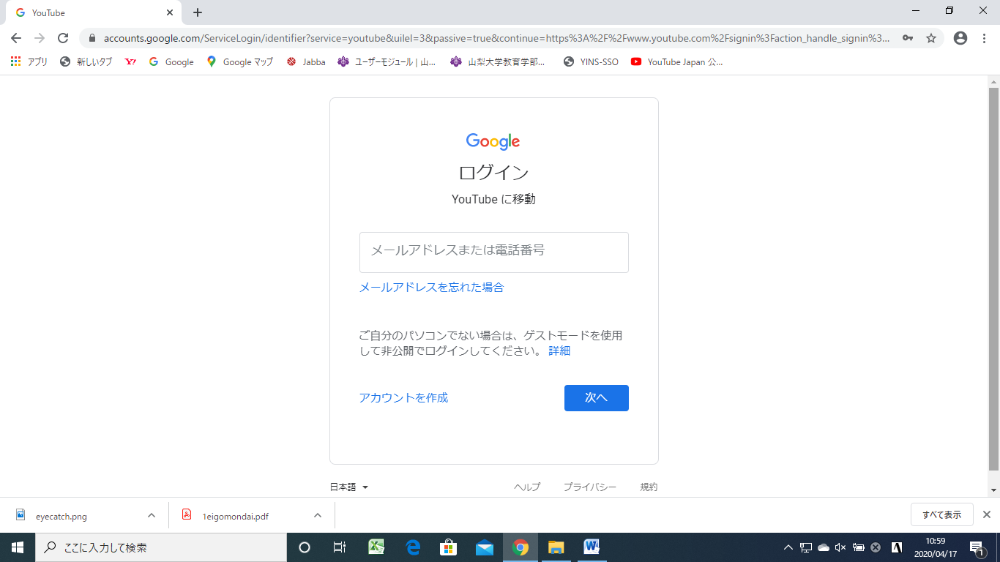 YouTube
accounts.google.com/ServiceLogin/identifier?service=youtube&uilel=3&passive=true&continue=https%3A%2F%2Fwww.youtube.com%2Fsignin%3Faction_handle_signin%3...
アプリ 新しいタブ Y! Google Google マップ Jabba ユーザーモジュール | 山... 山梨大学教育学部... YINS-SSO YouTube Japan 公...
Google
ログイン
YouTube に移動
メールアドレスまたは電話番号
メールアドレスを忘れた場合
ご自分のパソコンでない場合は、ゲストモードを使用
して非公開でログインしてください。 詳細
アカウントを作成 次へ
日本語 ヘルプ プライバシー 規約
eyecatch.png 1eigomondai.pdf すべて表示
ここに入力して検索
10:59
2020/04/17
1